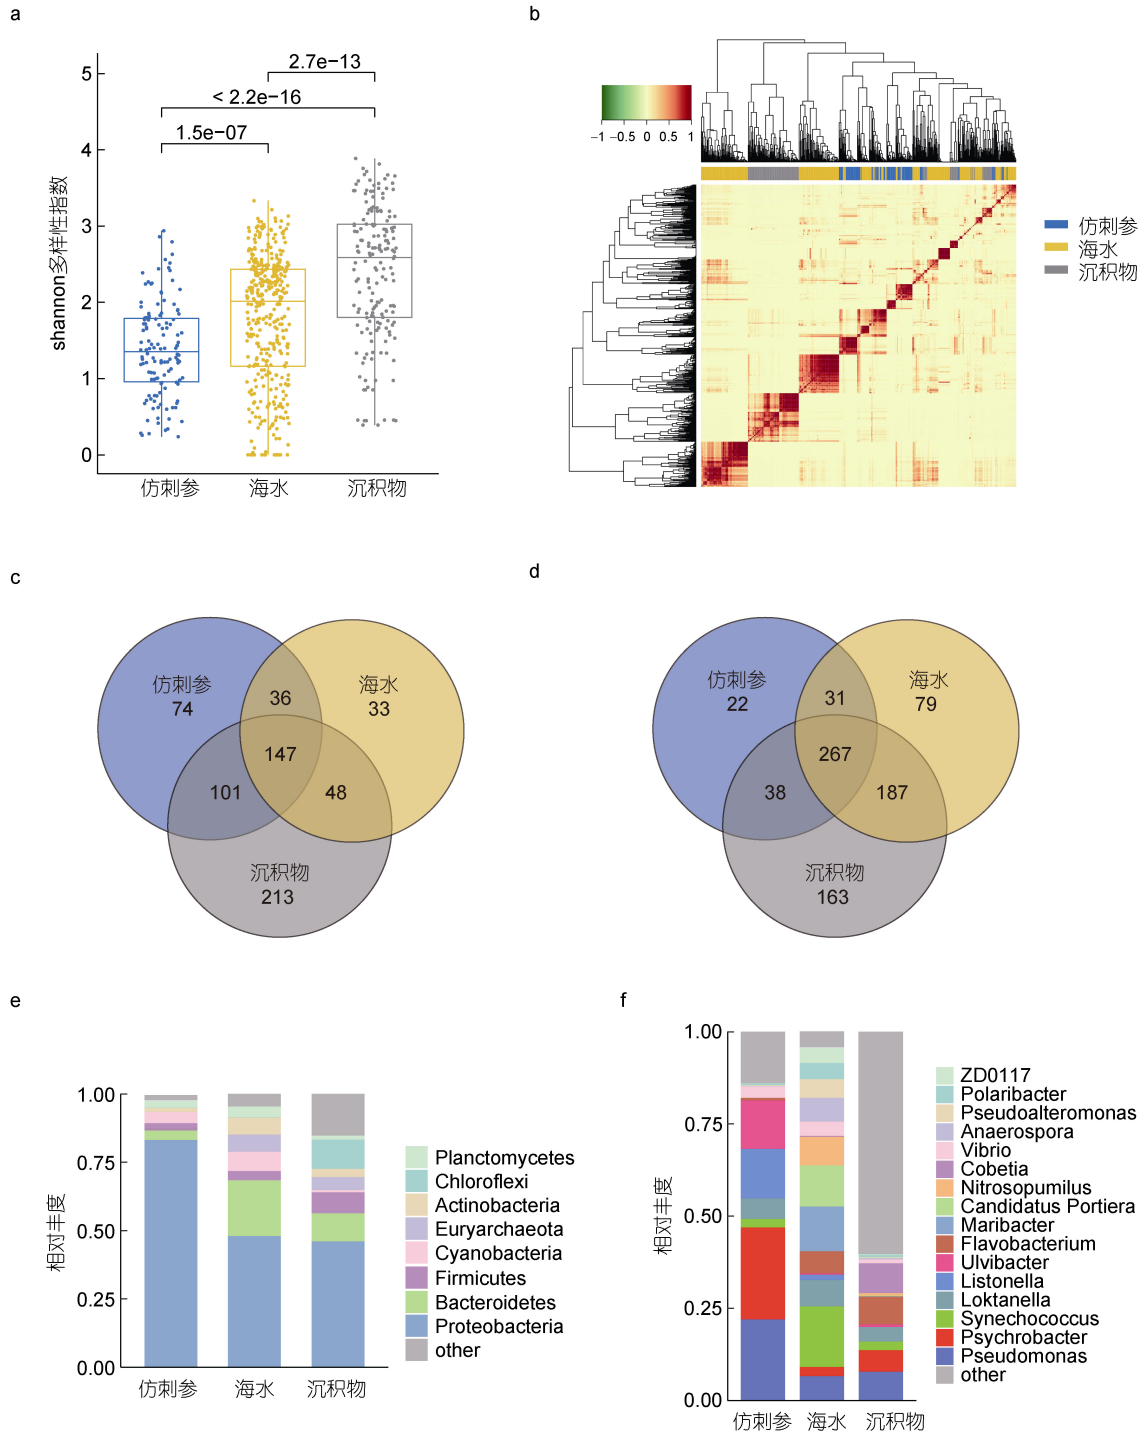 a
5
4
3
2
1
0
shannon多样性指数
2.7e−13
< 2.2e−16
1.5e−07
仿刺参
海水
沉积物
b
−1 −0.5 0 0.5 1
仿刺参
海水
沉积物
c
仿刺参
74
36
海水
33
147
101
48
沉积物
213
d
仿刺参
22
31
海水
79
267
38
187
沉积物
163
e
1.00
0.75
0.50
0.25
0.00
相对丰度
仿刺参
海水
沉积物
Planctomycetes
Chloroflexi
Actinobacteria
Euryarchaeota
Cyanobacteria
Firmicutes
Bacteroidetes
Proteobacteria
other
f
1.00
0.75
0.50
0.25
0.00
相对丰度
仿刺参
海水
沉积物
ZD0117
Polaribacter
Pseudoalteromonas
Anaerospora
Vibrio
Cobetia
Nitrosopumilus
Candidatus Portiera
Maribacter
Flavobacterium
Ulvibacter
Listonella
Loktanella
Synechococcus
Psychrobacter
Pseudomonas
other